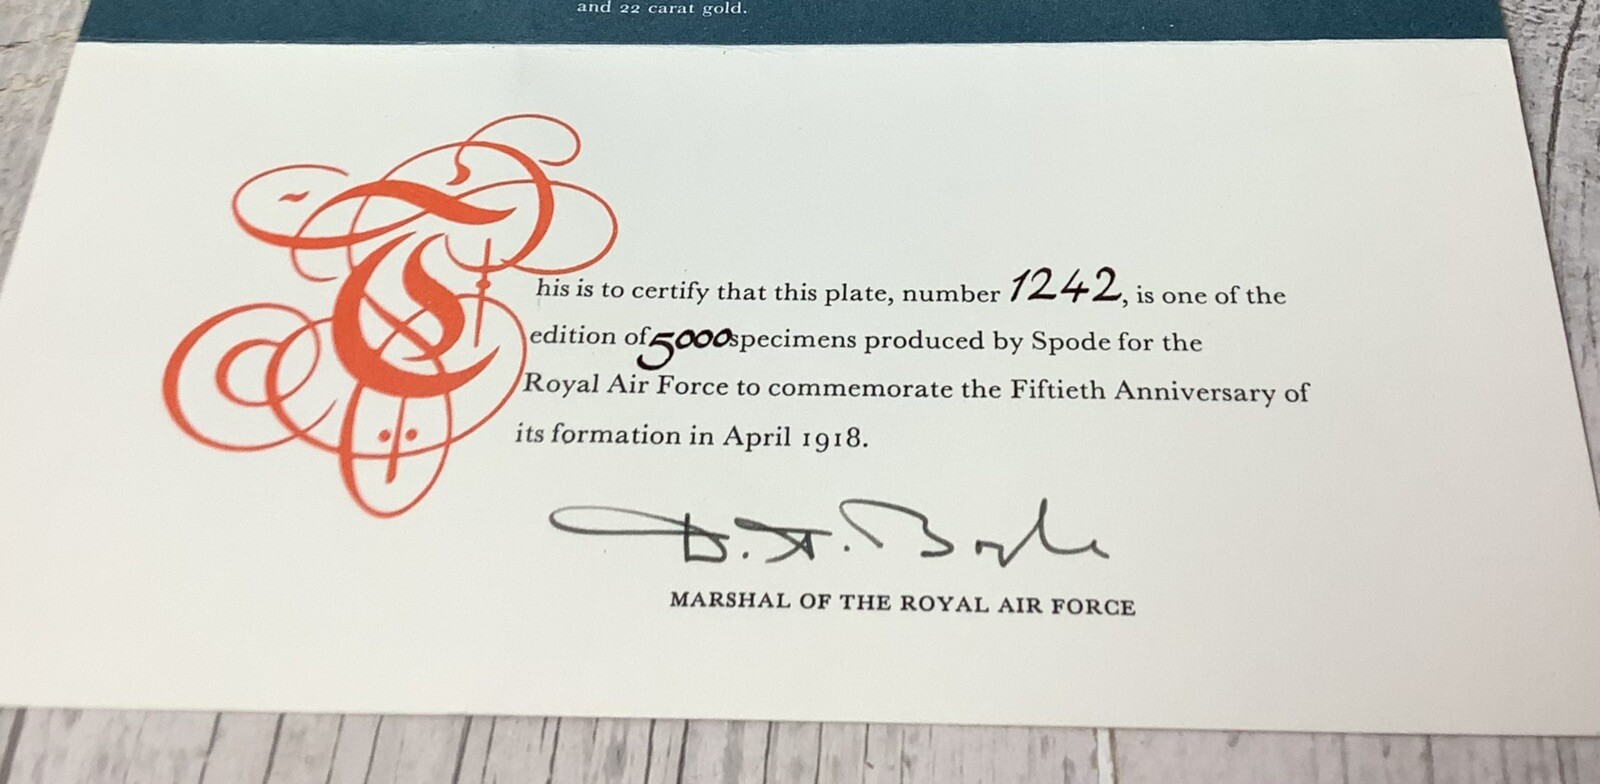 and 22 carat gold.
This is to certify that this plate, number 1242, is one of the
edition of 5000 specimens produced by Spode for the
Royal Air Force to commemorate the Fiftieth Anniversary of
its formation in April 1918.
D. A. Boyle
MARSHAL OF THE ROYAL AIR FORCE